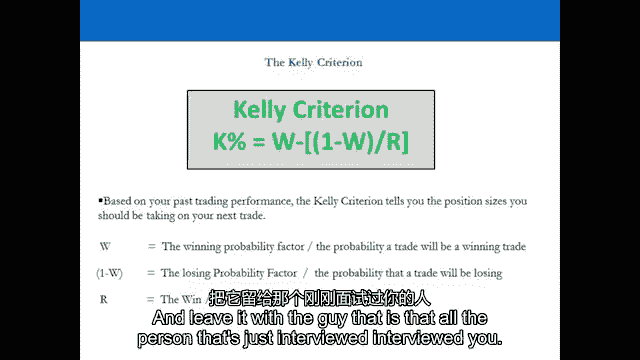 The Kelly Criterion
Kelly Criterion
K% = W-[(1-W)/R]
▪Based on your past trading performance, the Kelly Criterion tells you the position sizes you
should be taking on your next trade.
W = The winning probability factor / the probability a trade will be a winning trade
(1-W) = The losing Probability Factor / the probability that a trade will be losing
R = The Win /
把它留给那个刚刚面试过你的人
And leave it with the guy that is that all the
person that's just interviewed interviewed you.